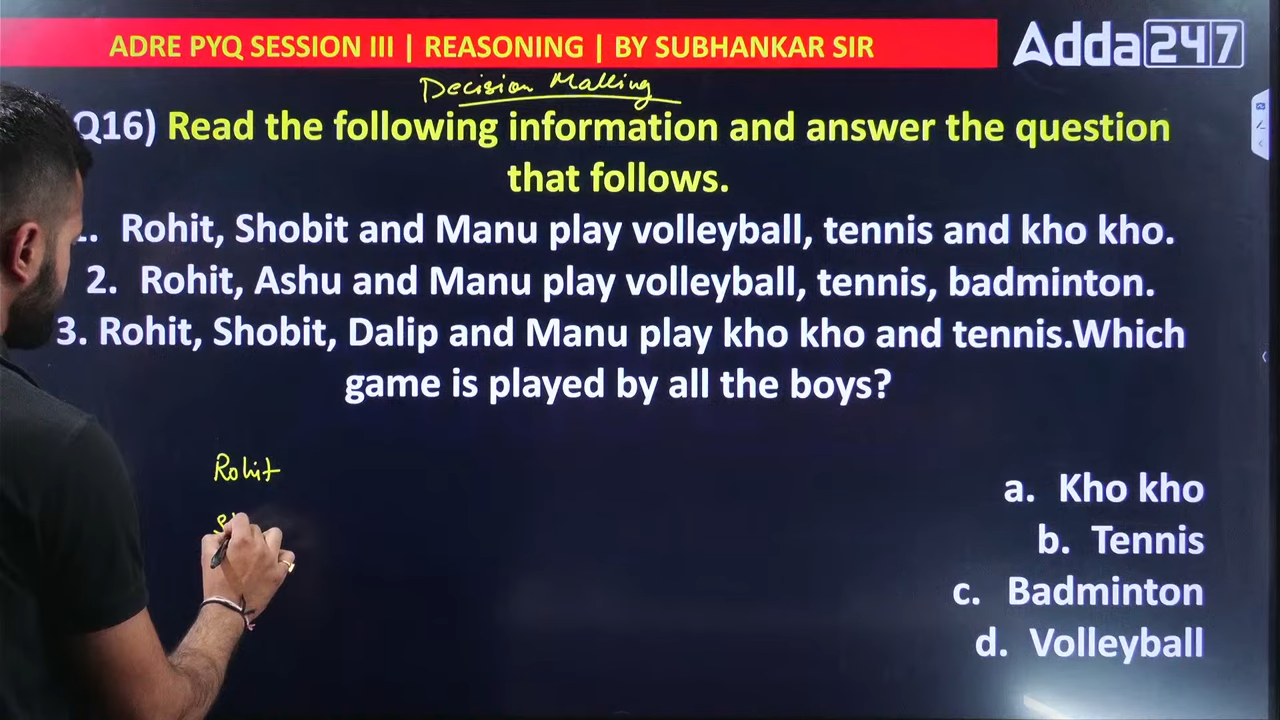 ADRE PYQ SESSION III | REASONING | BY SUBHANKAR SIR
Adda247
Decision Making
Q16) Read the following information and answer the question
that follows.
1. Rohit, Shobit and Manu play volleyball, tennis and kho kho.
2. Rohit, Ashu and Manu play volleyball, tennis, badminton.
3. Rohit, Shobit, Dalip and Manu play kho kho and tennis.Which
game is played by all the boys?
Rohit
a. Kho kho
b. Tennis
c. Badminton
d. Volleyball